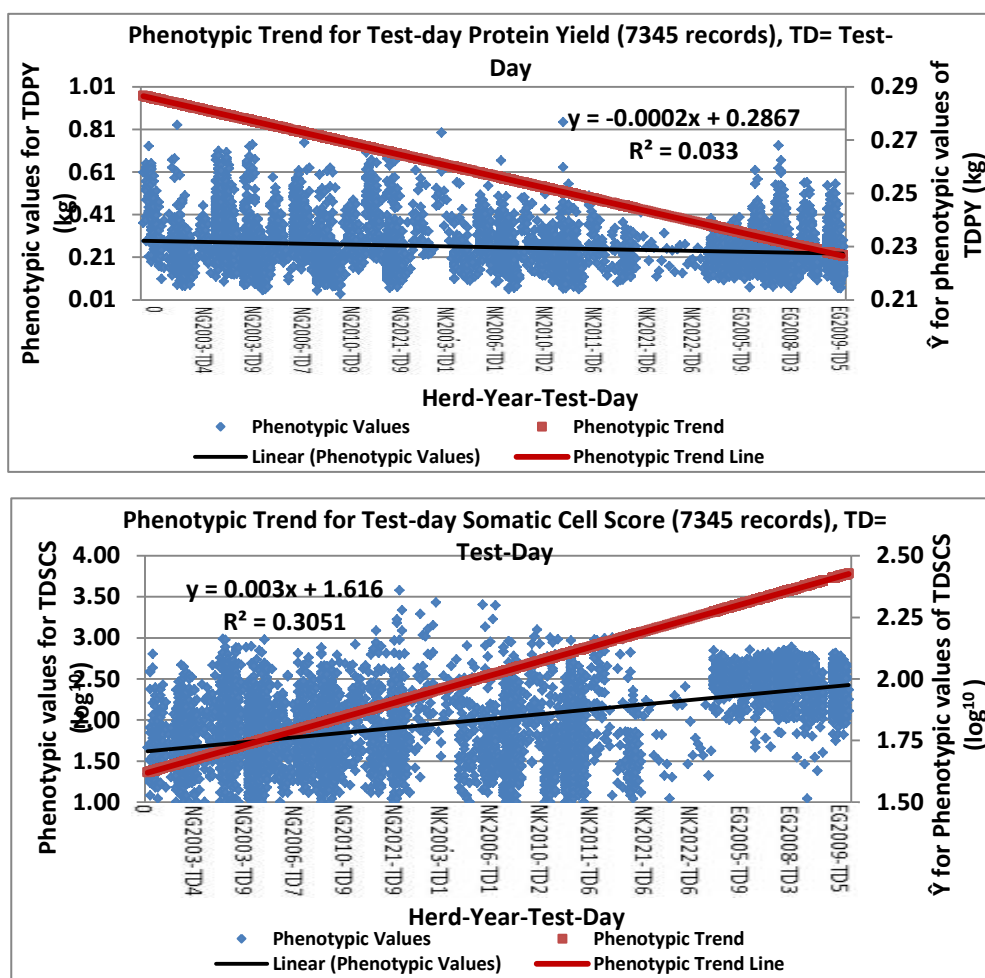 Phenotypic Trend for Test-day Protein Yield (7345 records), TD= Test-
Day
Phenotypic values for TDPY
(kg)
1.01
0.81
0.61
0.41
0.21
0.01
y = -0.0002x + 0.2867
R² = 0.033
0.29
0.27
0.25
0.23
0.21
Ŷ for phenotypic values of
TDPY (kg)
0
NG2003-TD4
NG2003-TD9
NG2006-TD7
NG2010-TD9
NG2021-TD9
NK2003-TD1
NK2006-TD1
NK2010-TD2
NK2011-TD6
NK2021-TD6
NK2022-TD6
EG2005-TD9
EG2008-TD3
EG2009-TD5
Herd-Year-Test-Day
Phenotypic Values
Phenotypic Trend
Linear (Phenotypic Values)
Phenotypic Trend Line
Phenotypic Trend for Test-day Somatic Cell Score (7345 records), TD=
Test-Day
Phenotypic values for TDSCS
(log¹⁰)
4.00
3.50
3.00
2.50
2.00
1.50
1.00
y = 0.003x + 1.616
R² = 0.3051
2.50
2.25
2.00
1.75
1.50
Ŷ for Phenotypic values of TDSCS
(log¹⁰)
0
NG2003-TD4
NG2003-TD9
NG2006-TD7
NG2010-TD9
NG2021-TD9
NK2003-TD1
NK2006-TD1
NK2010-TD2
NK2011-TD6
NK2021-TD6
NK2022-TD6
EG2005-TD9
EG2008-TD3
EG2009-TD5
Herd-Year-Test-Day
Phenotypic Values
Phenotypic Trend
Linear (Phenotypic Values)
Phenotypic Trend Line